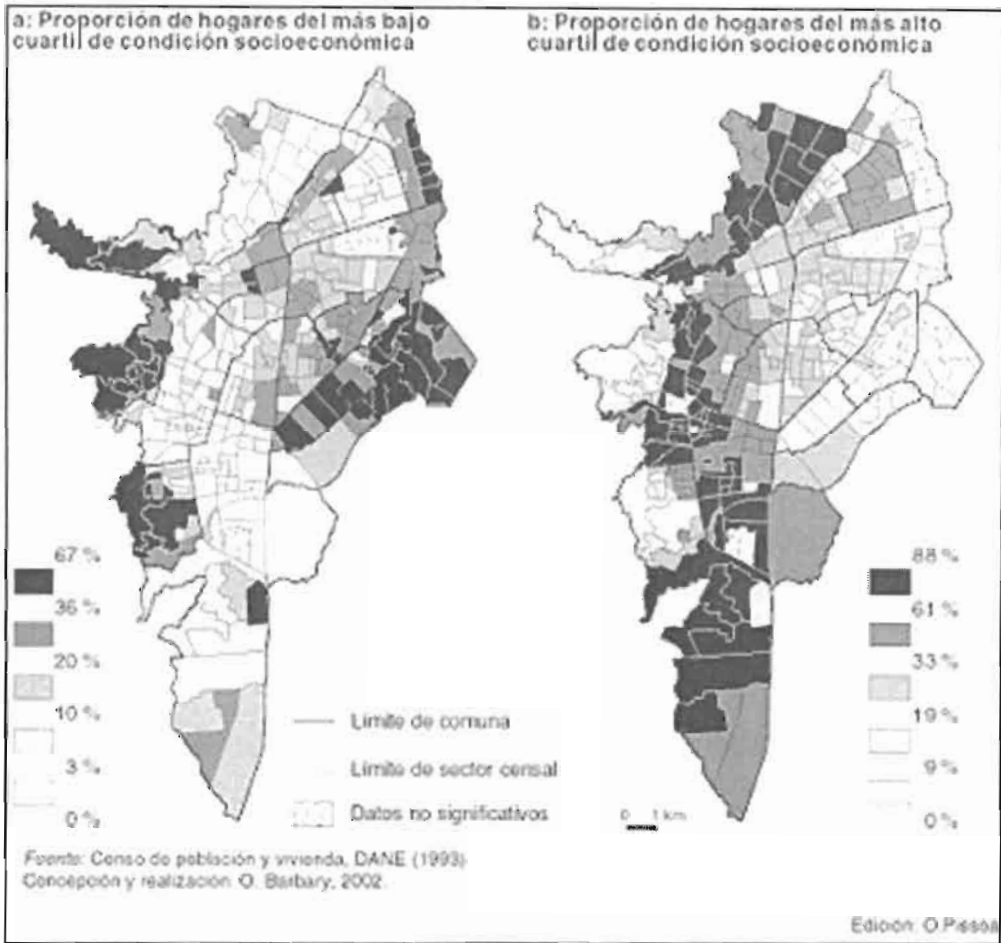 a: Proporción de hogares del más bajo
cuartil de condición socioeconómica
b: Proporción de hogares del más alto
cuartil de condición socioeconómica
67 %
36 %
20 %
10 %
3 %
0 %
Límite de comuna
Límite de sector censal
Datos no significativos
88 %
61 %
33 %
19 %
9 %
0 %
0 1 km
Fuente: Censo de población y vivienda, DANE (1993)
Concepción y realización: O. Barbary, 2002.
Edición: O.Pissoa